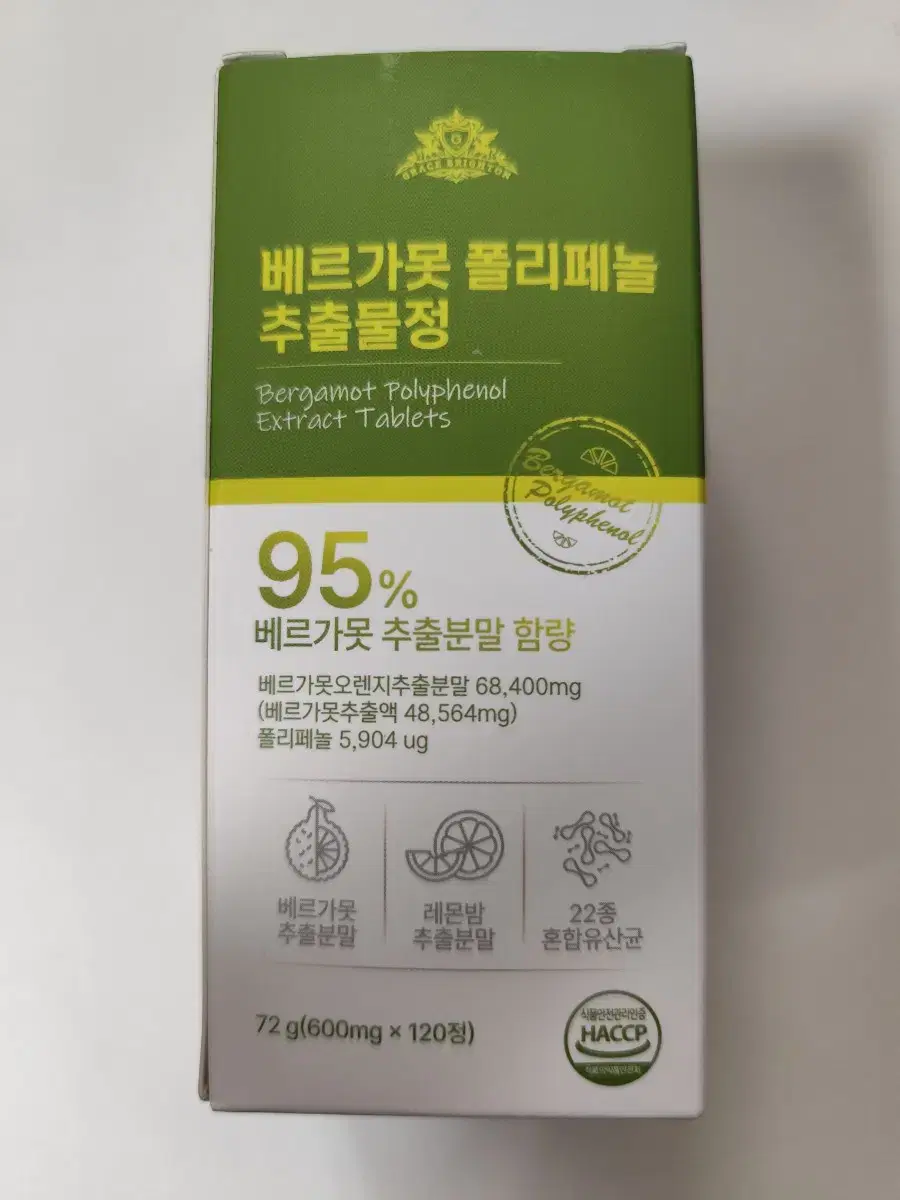 GRACE BRIGHTON
베르가못 폴리페놀
추출물정
Bergamot Polyphenol
Extract Tablets
Bergamot
Polyphenol
95%
베르가못 추출분말 함량
베르가못오렌지추출분말 68,400mg
(베르가못추출액 48,564mg)
폴리페놀 5,904 ug
베르가못
추출분말
레몬밤
추출분말
22종
혼합유산균
72 g(600mg × 120정)
식품안전관리인증
HACCP